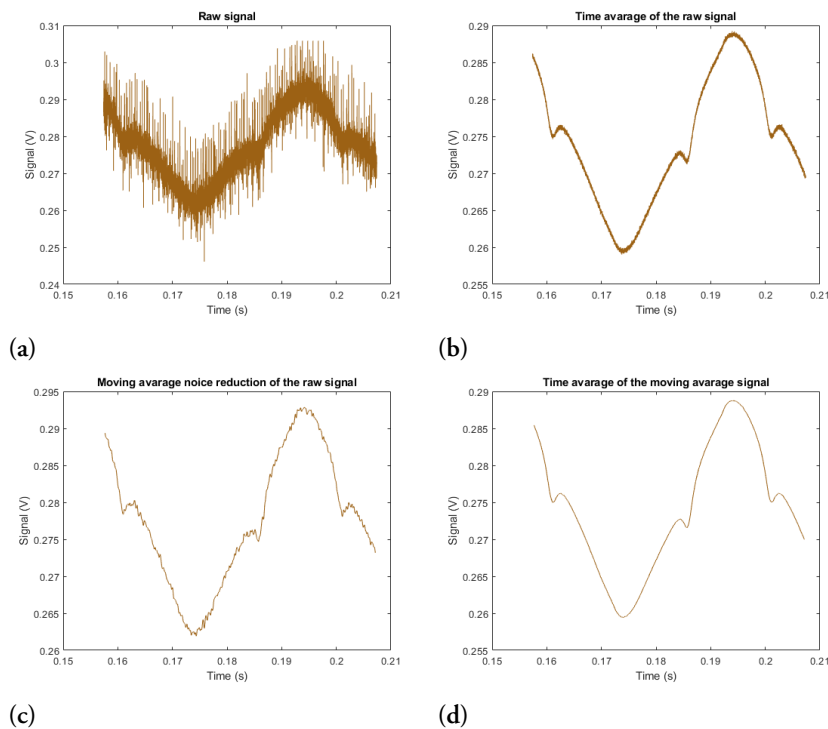 Raw signal
0.31
0.3
0.29
0.28
0.27
0.26
0.25
0.24
Signal (V)
0.15 0.16 0.17 0.18 0.19 0.2 0.21
Time (s)
(a)
Time avarage of the raw signal
0.29
0.285
0.28
0.275
0.27
0.265
0.26
0.255
Signal (V)
0.15 0.16 0.17 0.18 0.19 0.2 0.21
Time (s)
(b)
Moving avarage noice reduction of the raw signal
0.295
0.29
0.285
0.28
0.275
0.27
0.265
0.26
Signal (V)
0.15 0.16 0.17 0.18 0.19 0.2 0.21
Time (s)
(c)
Time avarage of the moving avarage signal
0.29
0.285
0.28
0.275
0.27
0.265
0.26
0.255
Signal (V)
0.15 0.16 0.17 0.18 0.19 0.2 0.21
Time (s)
(d)